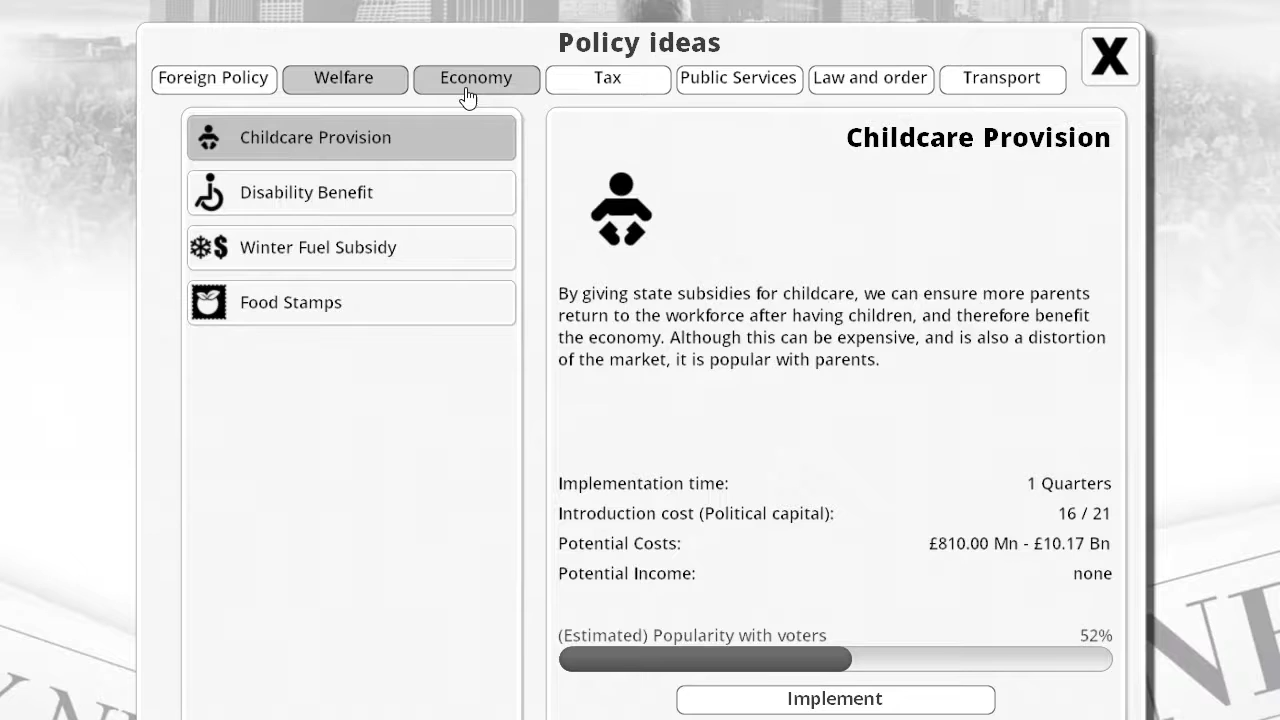 Policy ideas
X
Foreign Policy
Welfare
Economy
Tax
Public Services
Law and order
Transport
Childcare Provision
Disability Benefit
Winter Fuel Subsidy
Food Stamps
Childcare Provision
By giving state subsidies for childcare, we can ensure more parents
return to the workforce after having children, and therefore benefit
the economy. Although this can be expensive, and is also a distortion
of the market, it is popular with parents.
Implementation time: 1 Quarters
Introduction cost (Political capital): 16 / 21
Potential Costs: £810.00 Mn - £10.17 Bn
Potential Income: none
(Estimated) Popularity with voters 52%
Implement